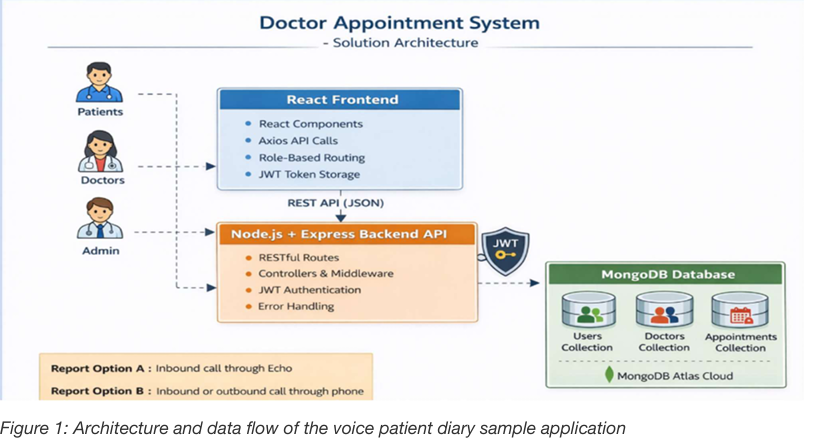 Doctor Appointment System
- Solution Architecture
Patients
Doctors
Admin
React Frontend
• React Components
• Axios API Calls
• Role-Based Routing
• JWT Token Storage
REST API (JSON)
Node.js + Express Backend API
• RESTful Routes
• Controllers & Middleware
• JWT Authentication
• Error Handling
JWT
MongoDB Database
Users
Collection
Doctors
Collection
Appointments
Collection
MongoDB Atlas Cloud
Report Option A : Inbound call through Echo
Report Option B : Inbound or outbound call through phone
Figure 1: Architecture and data flow of the voice patient diary sample application